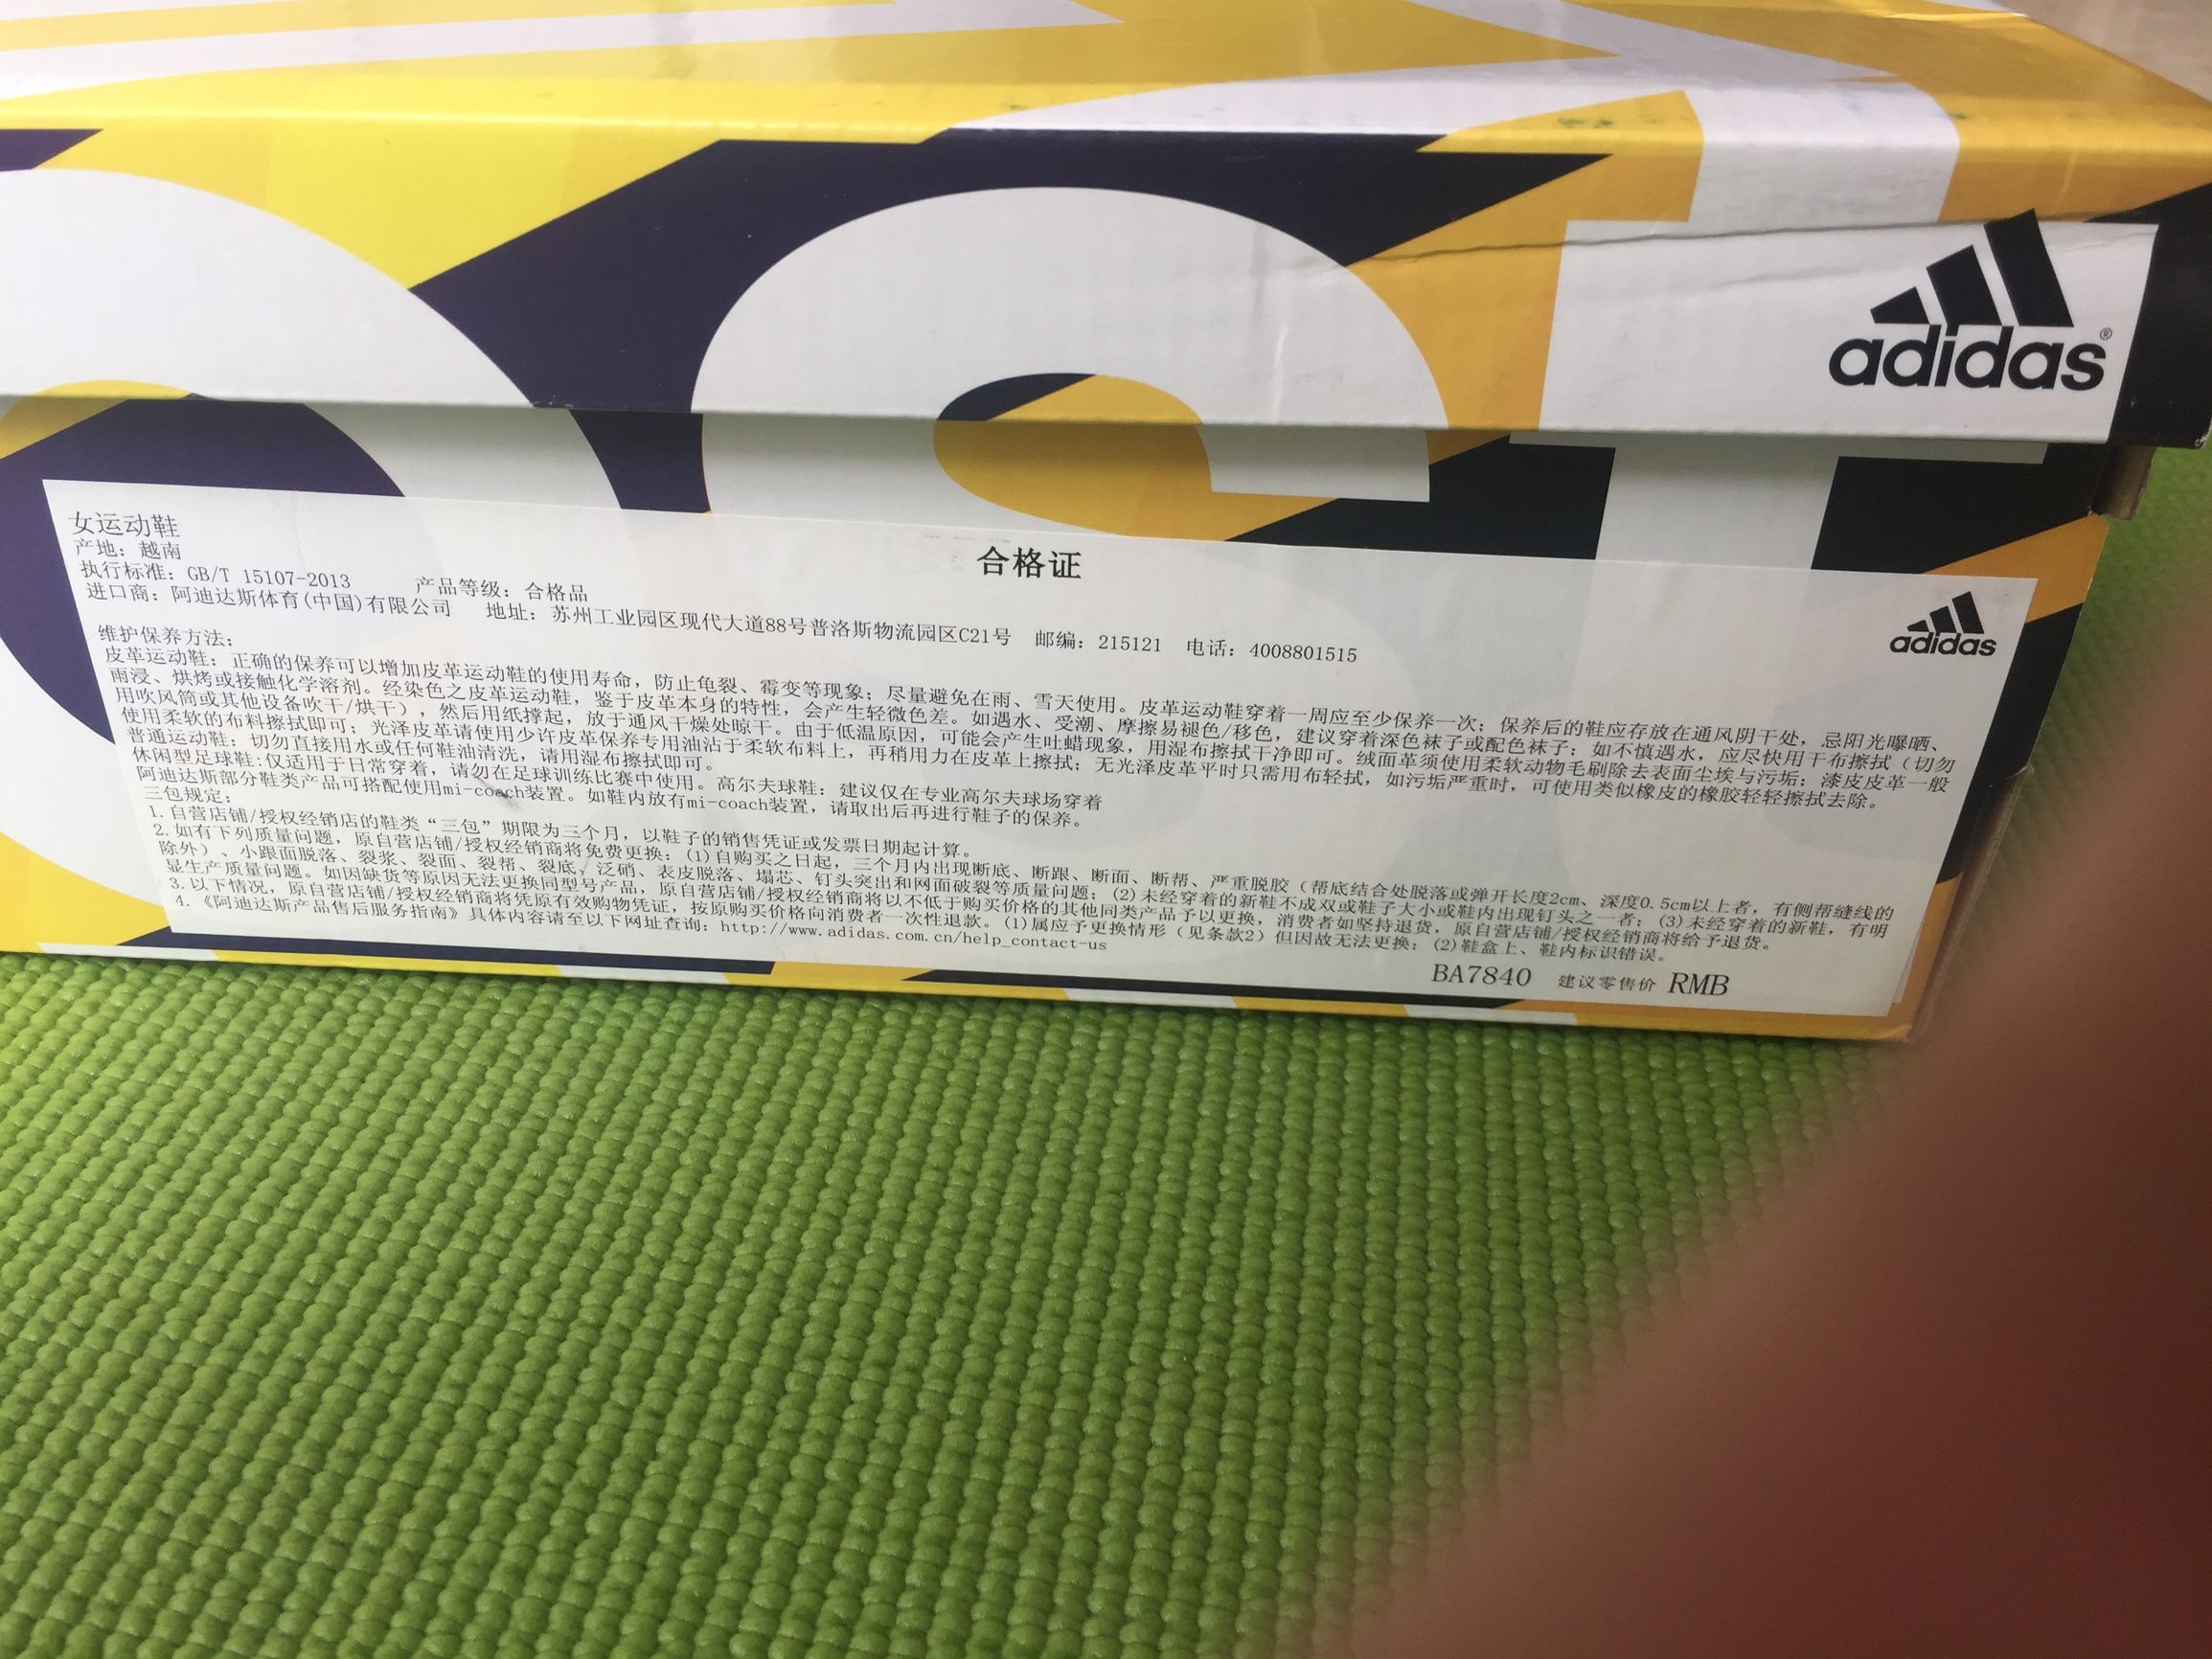 adidas
女运动鞋
合格证
产地：越南
执行标准：GB/T 15107-2013 产品等级：合格品
进口商：阿迪达斯体育(中国)有限公司 地址：苏州工业园区现代大道88号普洛斯物流园区C21号 邮编：215121 电话：4008801515
adidas
维护保养方法：
皮革运动鞋：正确的保养可以增加皮革运动鞋的使用寿命，防止龟裂、霉变等现象；尽量避免在雨、雪天使用。皮革运动鞋穿着一周应至少保养一次；保养后的鞋应存放在通风阴干处，忌阳光曝晒、
雨浸、烘烤或接触化学溶剂。经染色之皮革运动鞋，鉴于皮革本身的特性，会产生轻微色差。如遇水、受潮、摩擦易褪色/移色，建议穿着深色袜子或配色袜子；如不慎遇水，应尽快用干布擦拭（切勿
用吹风筒或其他设备吹干/烘干），然后用纸撑起，放于通风干燥处晾干。由于低温原因，可能会产生吐蜡现象，用湿布擦拭干净即可。绒面革须使用柔软动物毛刷除去表面尘埃与污垢；漆皮皮革一般
使用柔软的布料擦拭即可；光泽皮革请使用少许皮革保养专用油沾于柔软布料上，再稍用力在皮革上擦拭；无光泽皮革平时只需用布轻拭，如污垢严重时，可使用类似橡皮的橡胶轻轻擦拭去除。
普通运动鞋：切勿直接用水或任何鞋油清洗，请用湿布擦拭即可。
休闲型足球鞋:仅适用于日常穿着，请勿在足球训练比赛中使用。高尔夫球鞋：建议仅在专业高尔夫球场穿着
阿迪达斯部分鞋类产品可搭配使用mi-coach装置。如鞋内放有mi-coach装置，请取出后再进行鞋子的保养。
三包规定：
1.自营店铺/授权经销店的鞋类“三包”期限为三个月，以鞋子的销售凭证或发票日期起计算。
2.如有下列质量问题，原自营店铺/授权经销商将免费更换：(1)自购买之日起，三个月内出现断底、断跟、断面、断帮、严重脱胶（帮底结合处脱落或弹开长度2cm、深度0.5cm以上者，有侧帮缝线的
除外）、小跟面脱落、裂浆、裂面、裂帮、裂底、泛硝、表皮脱落、塌芯、钉头突出和网面破裂等质量问题；(2)未经穿着的新鞋不成双或鞋子大小或鞋内出现钉头之一者；(3)未经穿着的新鞋，有明
显生产质量问题。如因缺货等原因无法更换同型号产品，原自营店铺/授权经销商将以不低于购买价格的其他同类产品予以更换，消费者如坚持退货，原自营店铺/授权经销商将给予退货。
3.以下情况，原自营店铺/授权经销商将凭原有效购物凭证，按原购买价格向消费者一次性退款。(1)属应予更换情形（见条款2）但因故无法更换；(2)鞋盒上、鞋内标识错误。
4.《阿迪达斯产品售后服务指南》具体内容请至以下网址查询：http://www.adidas.com.cn/help_contact-us
BA7840 建议零售价 RMB